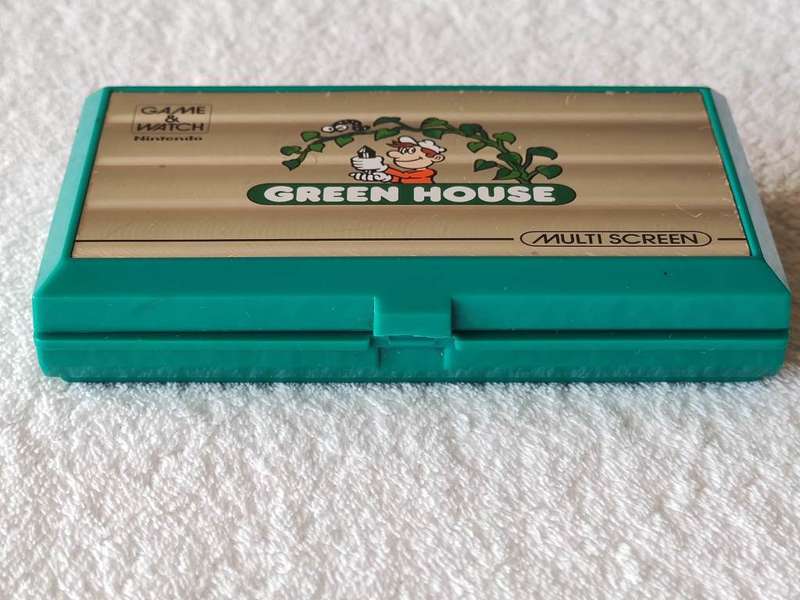 GAME
&
WATCH
Nintendo
GREEN HOUSE
MULTI SCREEN